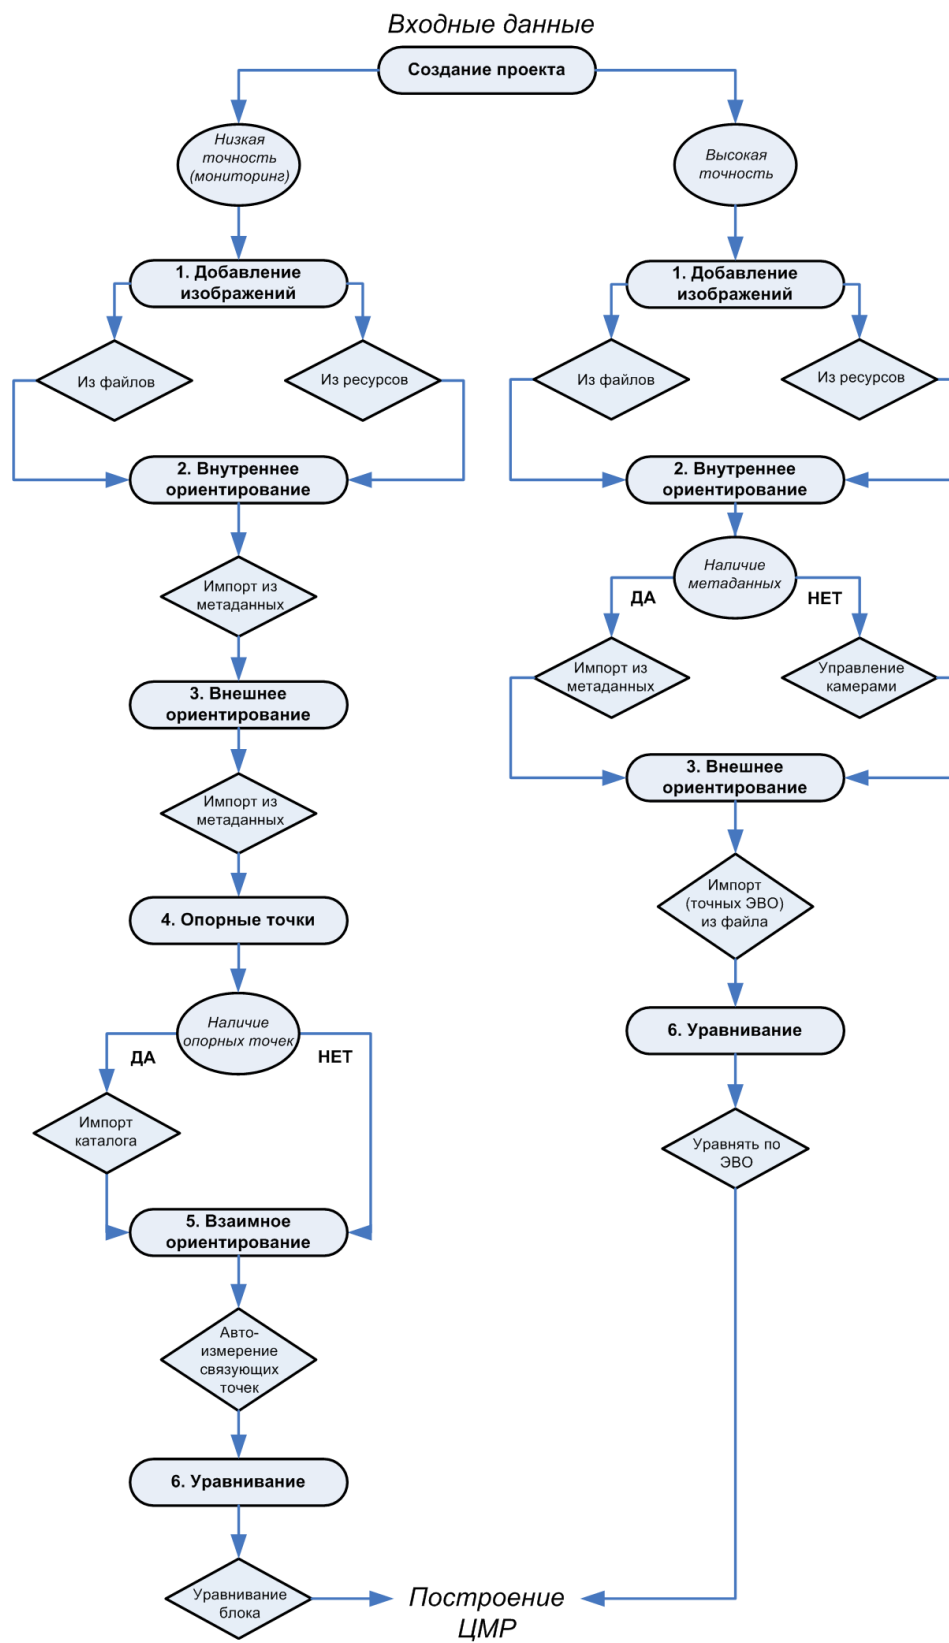 Входные данные
Создание проекта
Низкая
точность
(мониторинг)
Высокая
точность
1. Добавление
изображений
1. Добавление
изображений
Из файлов
Из ресурсов
Из файлов
Из ресурсов
2. Внутреннее
ориентирование
2. Внутреннее
ориентирование
Наличие
метаданных
ДА
НЕТ
Импорт из
метаданных
Импорт из
метаданных
Управление
камерами
3. Внешнее
ориентирование
3. Внешнее
ориентирование
Импорт из
метаданных
Импорт
(точных ЭВО)
из файла
4. Опорные точки
Наличие
опорных точек
ДА
НЕТ
6. Уравнивание
Импорт
каталога
Уравнять по
ЭВО
5. Взаимное
ориентирование
Авто-
измерение
связующих
точек
6. Уравнивание
Уравнивание
блока
Построение
ЦМР